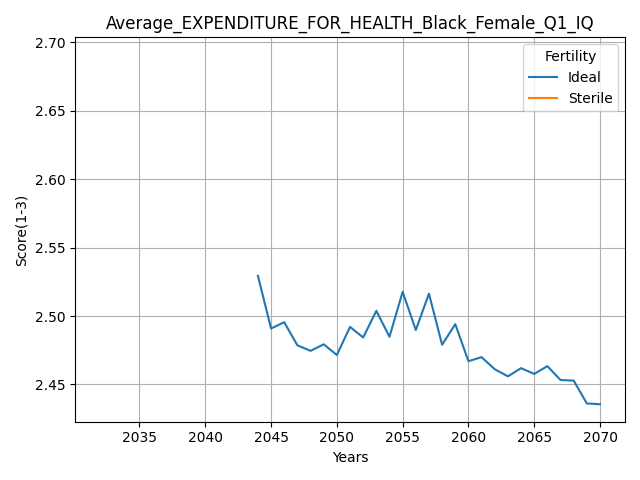 Average_EXPENDITURE_FOR_HEALTH_Black_Female_Q1_IQ
Fertility
Ideal
Sterile
Score(1-3)
2.70
2.65
2.60
2.55
2.50
2.45
2035 2040 2045 2050 2055 2060 2065 2070
Years